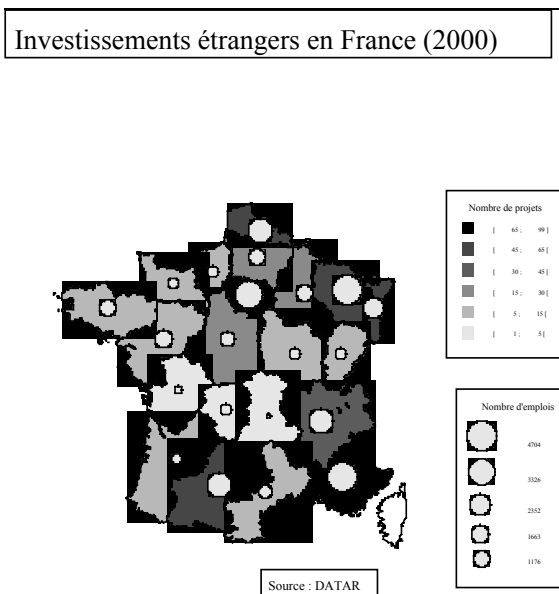 Investissements étrangers en France (2000)
Nombre de projets
[ 65 ; 99 [
[ 45 ; 65 [
[ 30 ; 45 [
[ 15 ; 30 [
[ 5 ; 15 [
[ 1 ; 5 [
Nombre d'emplois
4704
3326
2352
1663
1176
Source : DATAR